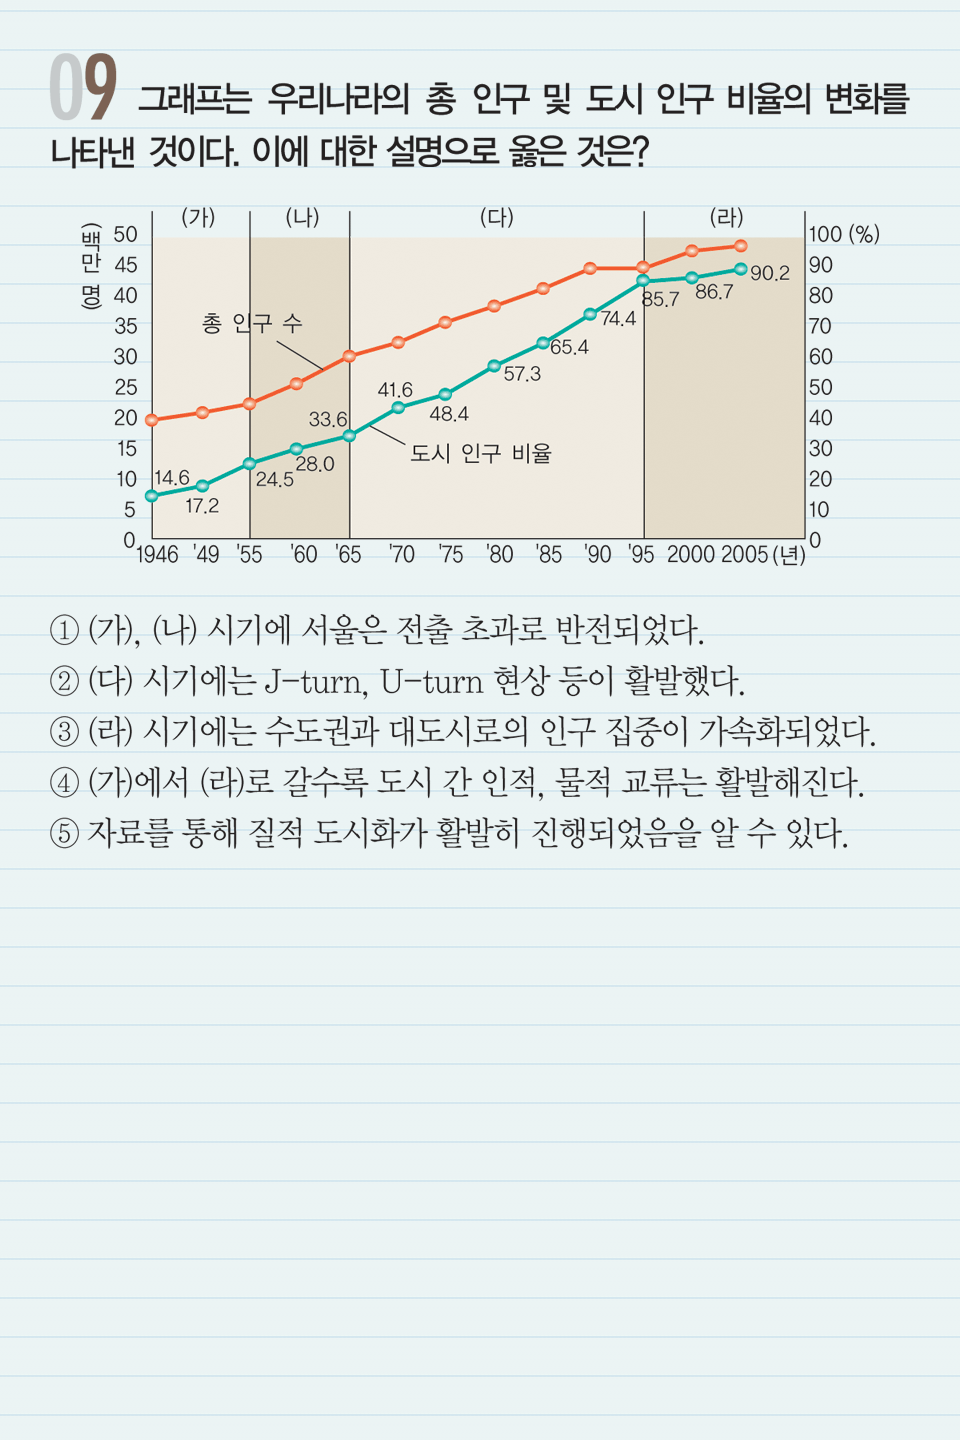 09 그래프는 우리나라의 총 인구 및 도시 인구 비율의 변화를
나타낸 것이다. 이에 대한 설명으로 옳은 것은?
(가) (나) (다) (라)
(백만 명) 50 45 40 35 30 25 20 15 10 5 0
100 (%) 90 80 70 60 50 40 30 20 10 0
총 인구 수
도시 인구 비율
14.6 17.2 24.5 28.0 33.6 41.6 48.4 57.3 65.4 74.4 85.7 86.7 90.2
1946 '49 '55 '60 '65 '70 '75 '80 '85 '90 '95 2000 2005 (년)
① (가), (나) 시기에 서울은 전출 초과로 반전되었다.
② (다) 시기에는 J-turn, U-turn 현상 등이 활발했다.
③ (라) 시기에는 수도권과 대도시로의 인구 집중이 가속화되었다.
④ (가)에서 (라)로 갈수록 도시 간 인적, 물적 교류는 활발해진다.
⑤ 자료를 통해 질적 도시화가 활발히 진행되었음을 알 수 있다.